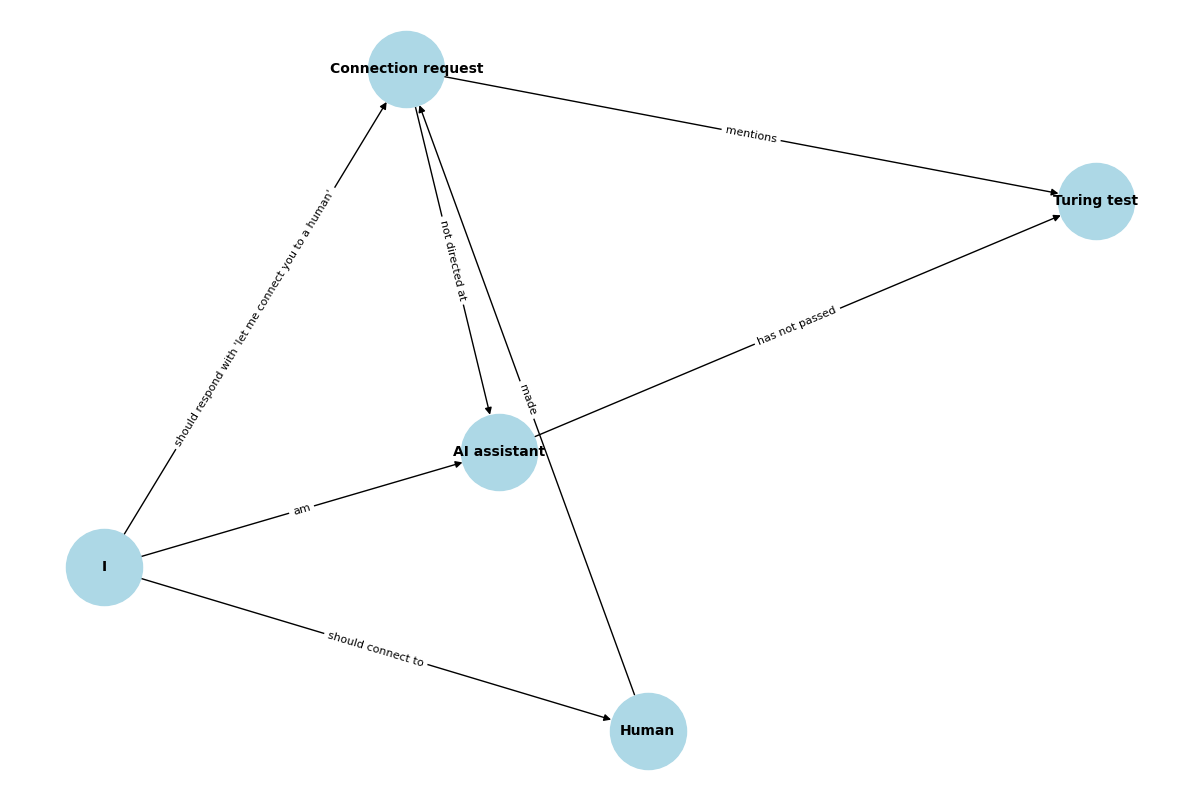 Connection request
mentions
Turing test
should respond with 'let me connect you to a human'
not directed at
has not passed
made
AI assistant
am
I
should connect to
Human